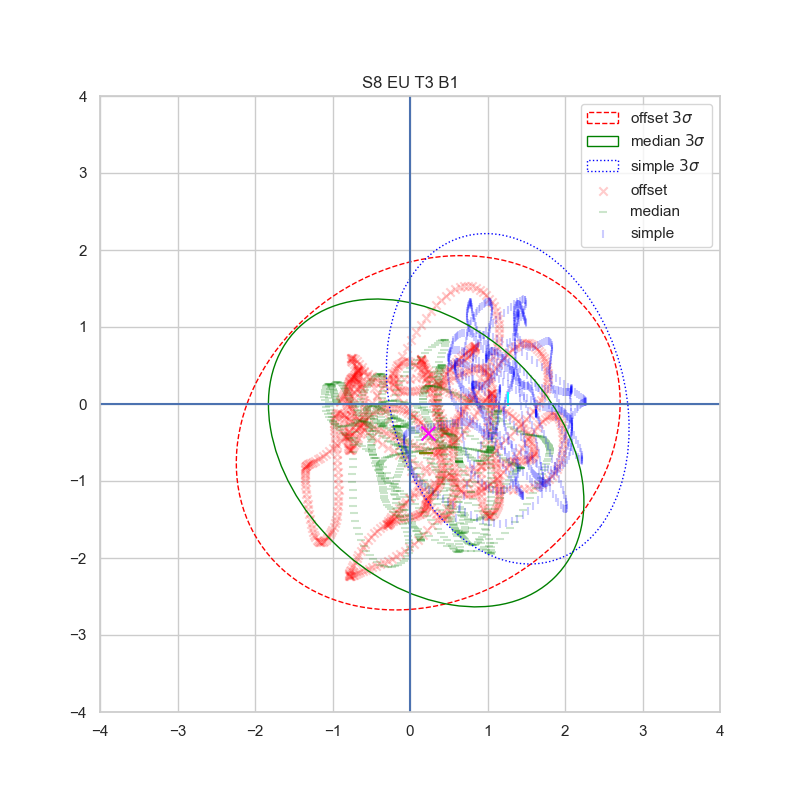 S8 EU T3 B1
offset 3σ
median 3σ
simple 3σ
offset
median
simple
4
3
2
1
0
−1
−2
−3
−4
−4 −3 −2 −1 0 1 2 3 4